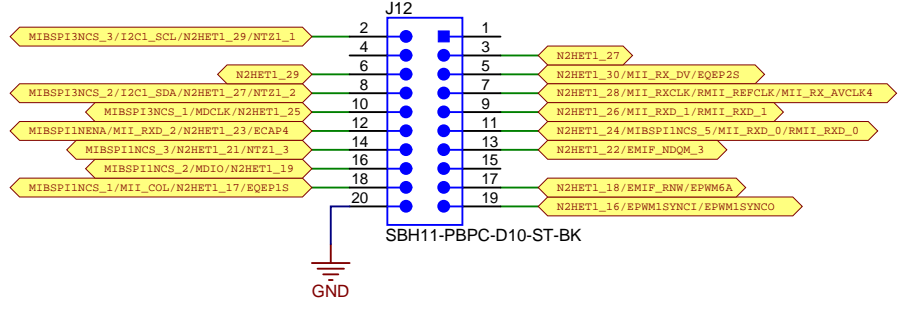 J12
MIBSPI3NCS_3/I2C1_SCL/N2HET1_29/NTZ1_1 2 1
4 3 N2HET1_27
N2HET1_29 6 5 N2HET1_30/MII_RX_DV/EQEP2S
MIBSPI3NCS_2/I2C1_SDA/N2HET1_27/NTZ1_2 8 7 N2HET1_28/MII_RXCLK/RMII_REFCLK/MII_RX_AVCLK4
MIBSPI3NCS_1/MDCLK/N2HET1_25 10 9 N2HET1_26/MII_RXD_1/RMII_RXD_1
MIBSPI1NENA/MII_RXD_2/N2HET1_23/ECAP4 12 11 N2HET1_24/MIBSPI1NCS_5/MII_RXD_0/RMII_RXD_0
MIBSPI1NCS_3/N2HET1_21/NTZ1_3 14 13 N2HET1_22/EMIF_NDQM_3
MIBSPI1NCS_2/MDIO/N2HET1_19 16 15
MIBSPI1NCS_1/MII_COL/N2HET1_17/EQEP1S 18 17 N2HET1_18/EMIF_RNW/EPWM6A
20 19 N2HET1_16/EPWM1SYNCI/EPWM1SYNCO
SBH11-PBPC-D10-ST-BK
GND